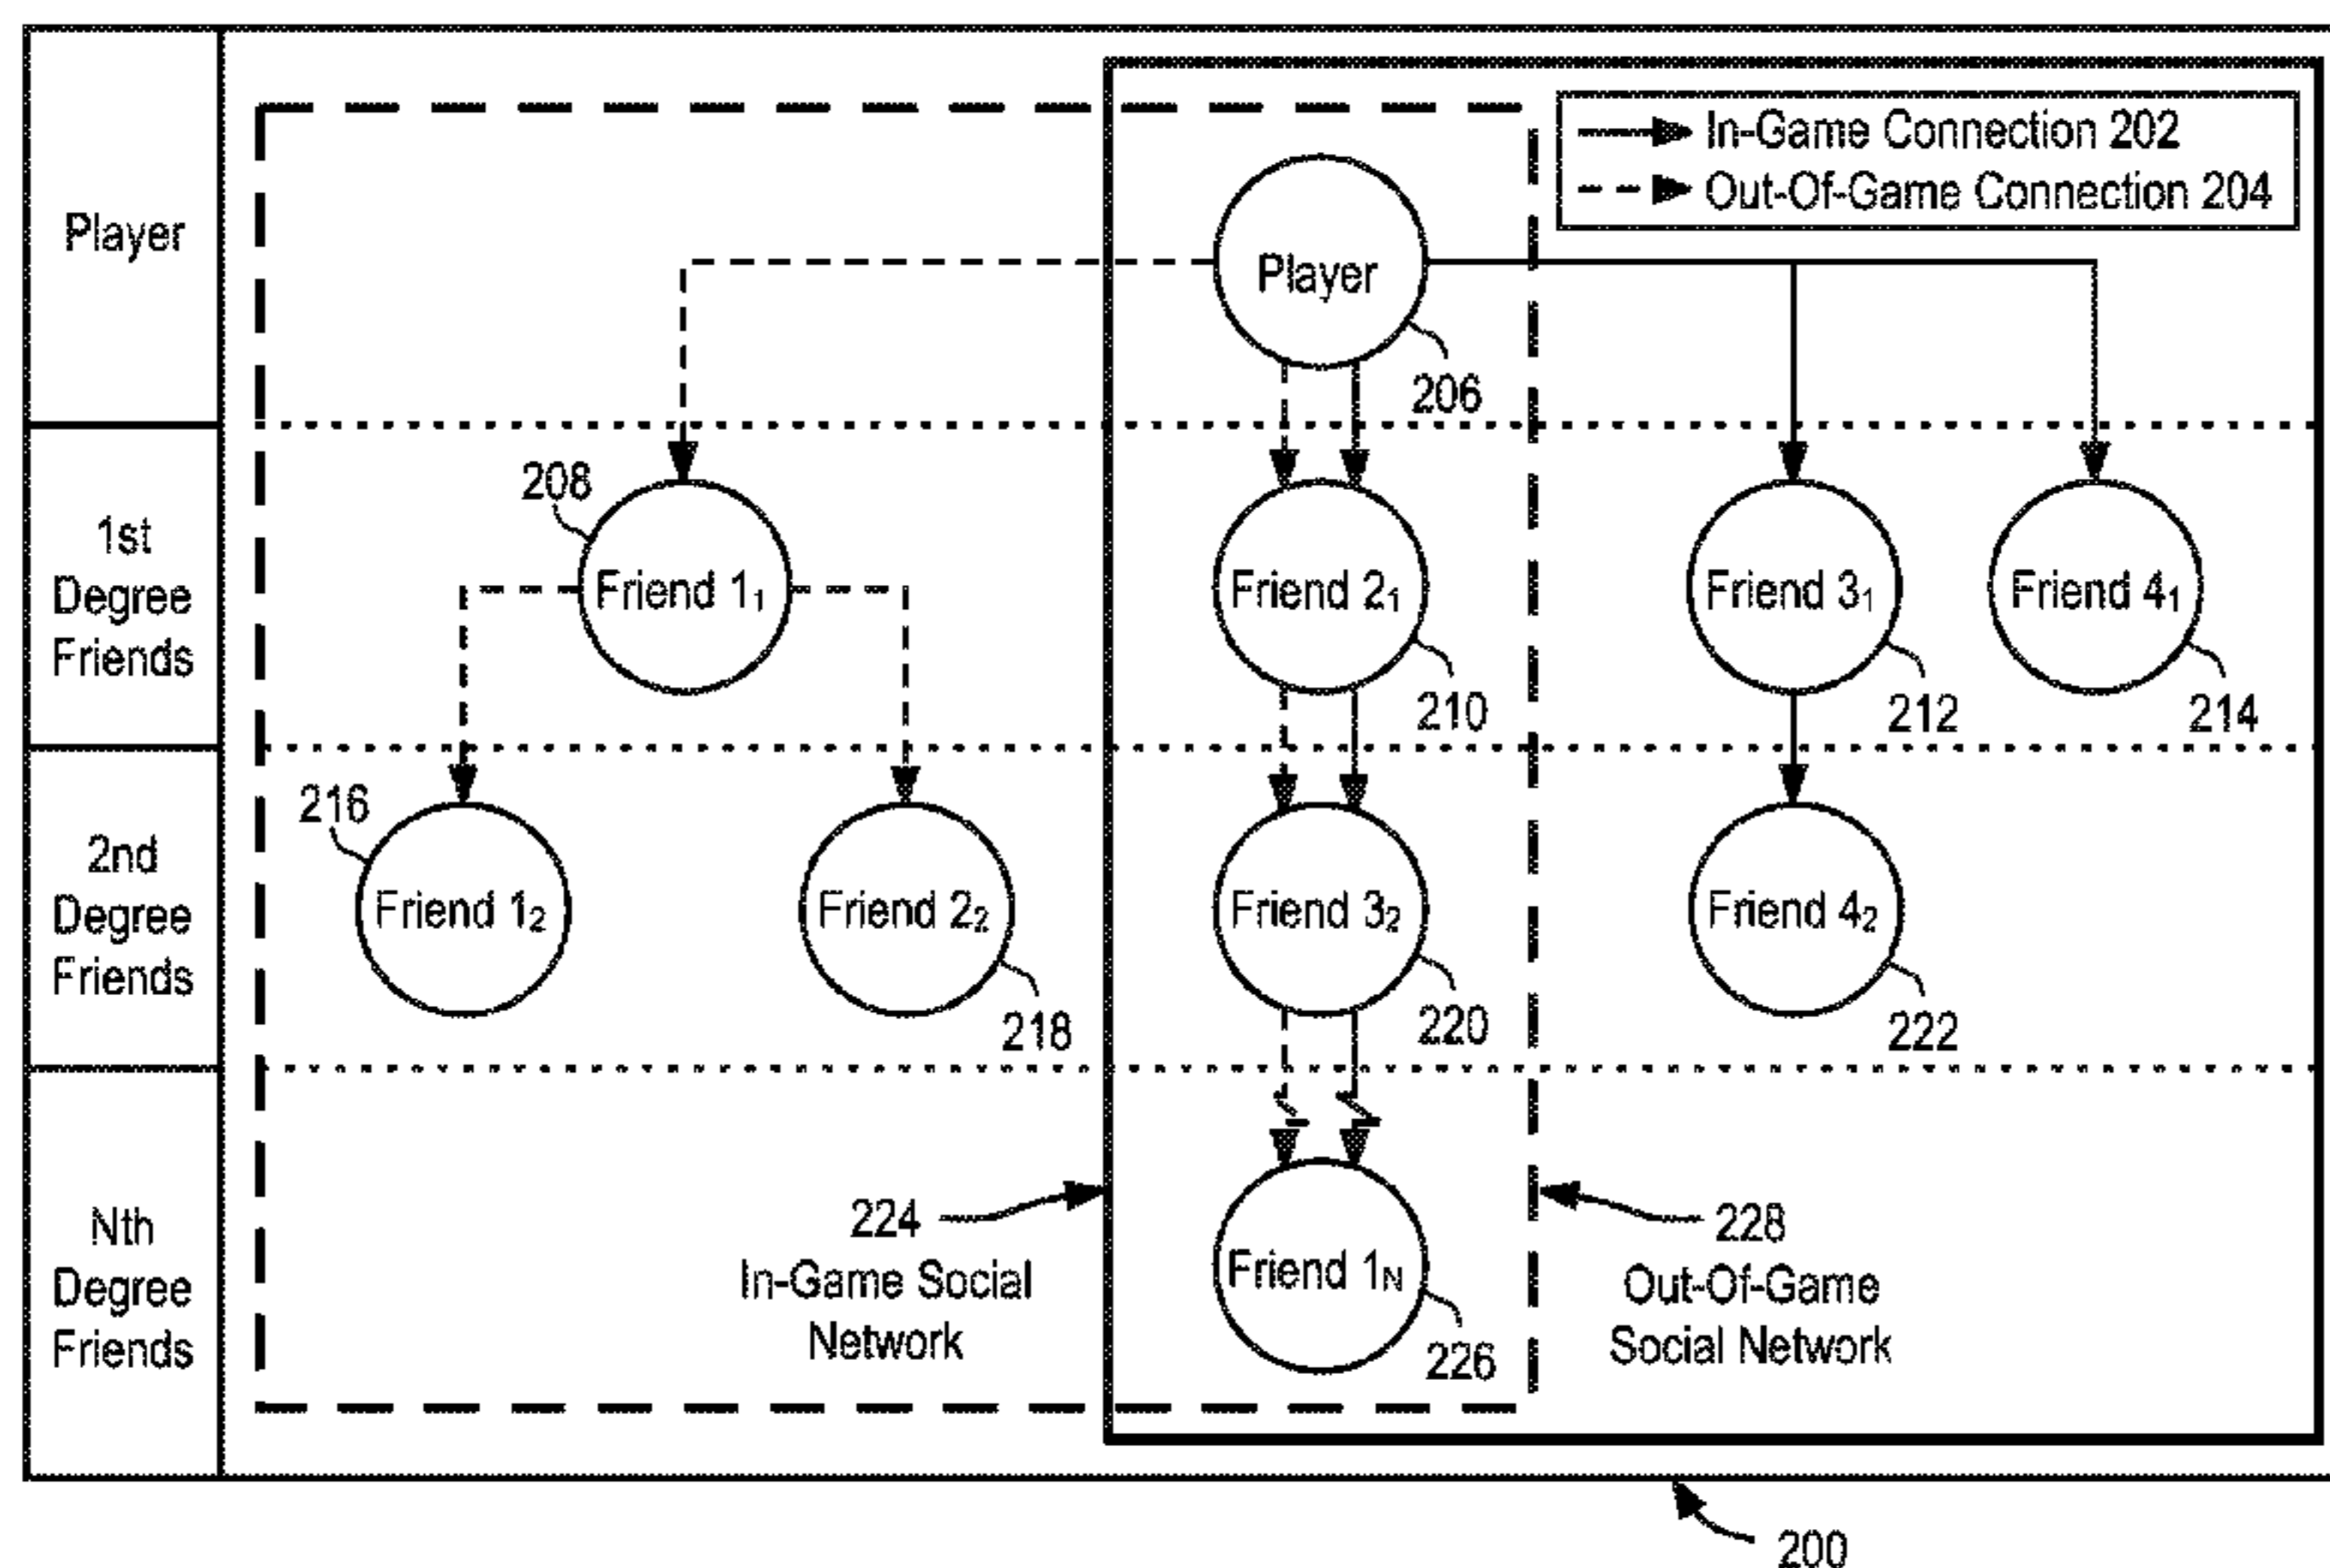 In-Game Connection 202
Out-Of-Game Connection 204
Player
Player
206
1st
Degree
Friends
208
Friend 1₁
Friend 2₁
Friend 3₁
Friend 4₁
210
212
214
2nd
Degree
Friends
216
Friend 1₂
Friend 2₂
Friend 3₂
Friend 4₂
218
220
222
Nth
Degree
Friends
224
In-Game Social
Network
Friend 1N
226
228
Out-Of-Game
Social Network
200